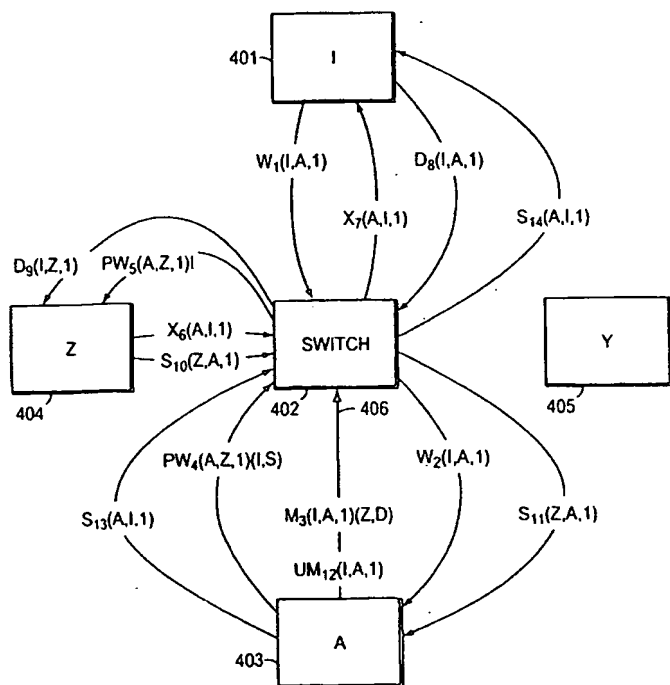 I
401
W1(I,A,1)
D8(I,A,1)
X7(A,I,1)
S14(A,I,1)
D9(I,Z,1)
PW5(A,Z,1)I
Z
X6(A,I,1)
S10(Z,A,1)
SWITCH
Y
404
402
406
405
PW4(A,Z,1)(I,S)
W2(I,A,1)
S13(A,I,1)
M3(I,A,1)(Z,D)
S11(Z,A,1)
UM12(I,A,1)
A
403